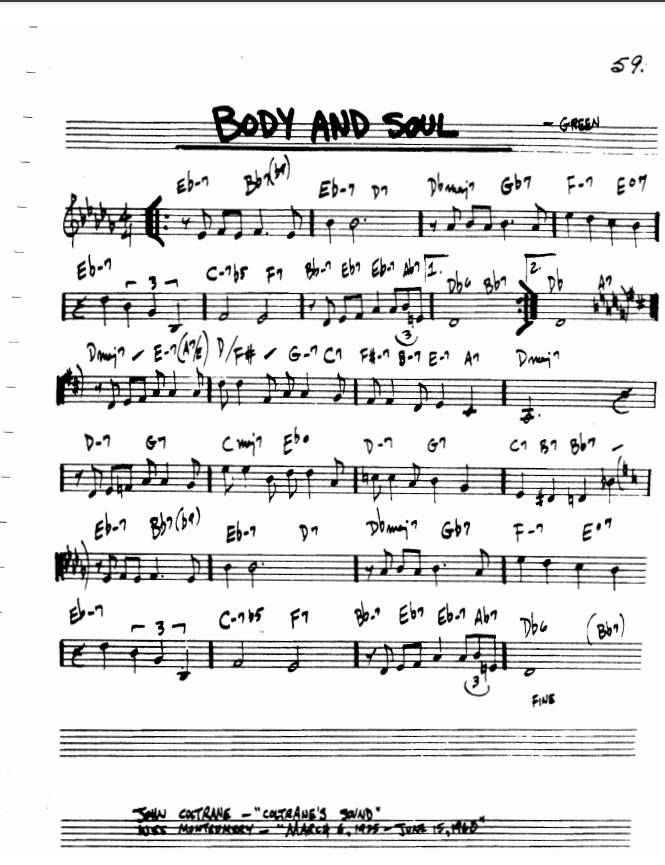 59.
BODY AND SOUL
- GREEN
Eb-7 Bb7(b9) Eb-7 D7 Dbmaj7 Gb7 F-7 E°7
Eb-7 C-7b5 F7 Bb-7 Eb7 Eb-7 Ab7 1. Db6 Bb7 2. Db A7
3
3
Dmaj7 E-7 (A7/E) D/F# G-7 C7 F#-7 B-7 E-7 A7 Dmaj7
D-7 G7 Cmaj7 Eb° D-7 G7 C7 B7 Bb7
Eb-7 Bb7(b9) Eb-7 D7 Dbmaj7 Gb7 F-7 E°7
Eb-7 C-7b5 F7 Bb-7 Eb7 Eb-7 Ab7 Db6 (Bb7)
3
3
FINE
JOHN COLTRANE - "COLTRANE'S SOUND"
WES MONTGOMERY - "MARCH 6, 1925 - JUNE 15, 1968"